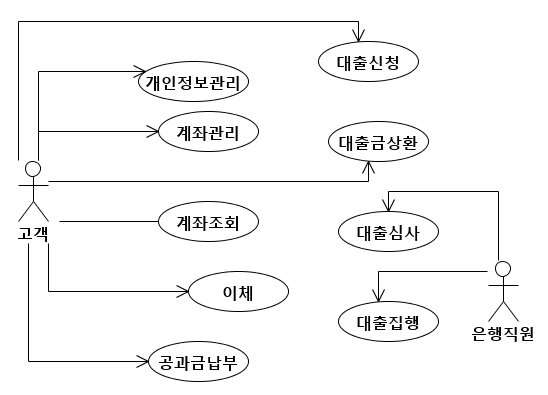 대출신청
개인정보관리
계좌관리
대출금상환
고객
계좌조회
대출심사
이체
대출집행
은행직원
공과금납부